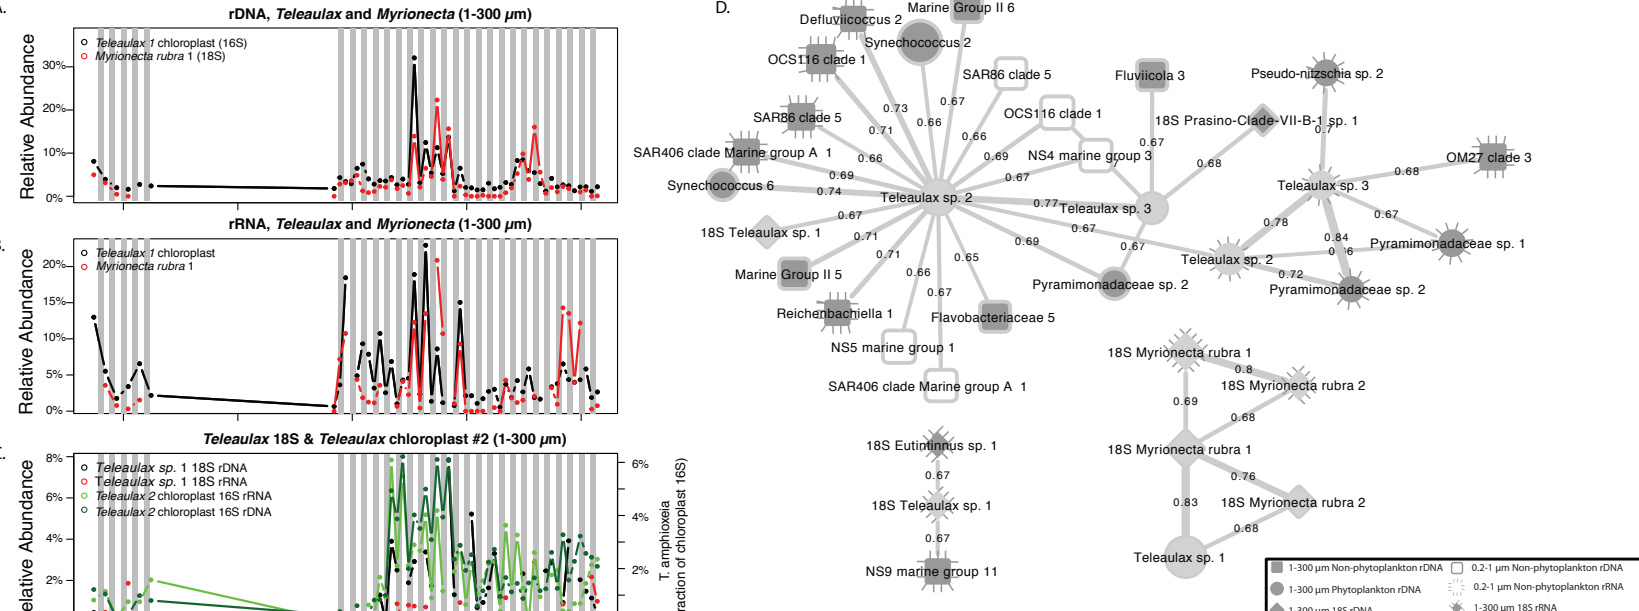 A.
rDNA, Teleaulax and Myrionecta (1-300 µm)
Relative Abundance
Teleaulax 1 chloroplast (16S)
Myrionecta rubra 1 (18S)
30%
20%
10%
0%
rRNA, Teleaulax and Myrionecta (1-300 µm)
Relative Abundance
Teleaulax 1 chloroplast
Myrionecta rubra 1
20%
15%
10%
5%
0%
Teleaulax 18S & Teleaulax chloroplast #2 (1-300 µm)
elative Abundance
Teleaulax sp. 1 18S rDNA
Teleaulax sp. 1 18S rRNA
Teleaulax 2 chloroplast 16S rRNA
Teleaulax 2 chloroplast 16S rDNA
8%
6%
4%
2%
6%
4%
2%
T. amphioxeia
raction of chloroplast 16S)
D.
Marine Group II 6
Defluviicoccus 2
Synechococcus 2
OCS116 clade 1
SAR86 clade 5
Fluviicola 3
Pseudo-nitzschia sp. 2
0.73
0.67
OCS116 clade 1
SAR86 clade 5
0.66
18S Prasino-Clade-VII-B-1 sp. 1
0.7
0.71
0.66
0.67
SAR406 clade Marine group A 1
0.66
0.69
NS4 marine group 3
OM27 clade 3
0.68
0.68
0.69
0.67
Synechococcus 6
0.74
Teleaulax sp. 3
Teleaulax sp. 2
0.77
Teleaulax sp. 3
0.67
0.67
0.78
0.67
18S Teleaulax sp. 1
0.71
0.69
0.67
0.84
Pyramimonadaceae sp. 1
0.71
0.65
Teleaulax sp. 2
Marine Group II 5
0.66
0.72
Pyramimonadaceae sp. 2
Pyramimonadaceae sp. 2
0.67
Reichenbachiella 1
Flavobacteriaceae 5
NS5 marine group 1
SAR406 clade Marine group A 1
18S Myrionecta rubra 1
0.8
18S Myrionecta rubra 2
0.69
0.68
18S Eutintinnus sp. 1
18S Myrionecta rubra 1
0.67
0.76
18S Teleaulax sp. 1
0.83
18S Myrionecta rubra 2
0.67
0.68
Teleaulax sp. 1
NS9 marine group 11
1-300 µm Non-phytoplankton rDNA
0.2-1 µm Non-phytoplankton rDNA
1-300 µm Phytoplankton rDNA
0.2-1 µm Non-phytoplankton rRNA
1-300 µm 18S rDNA
1-300 µm 18S rRNA